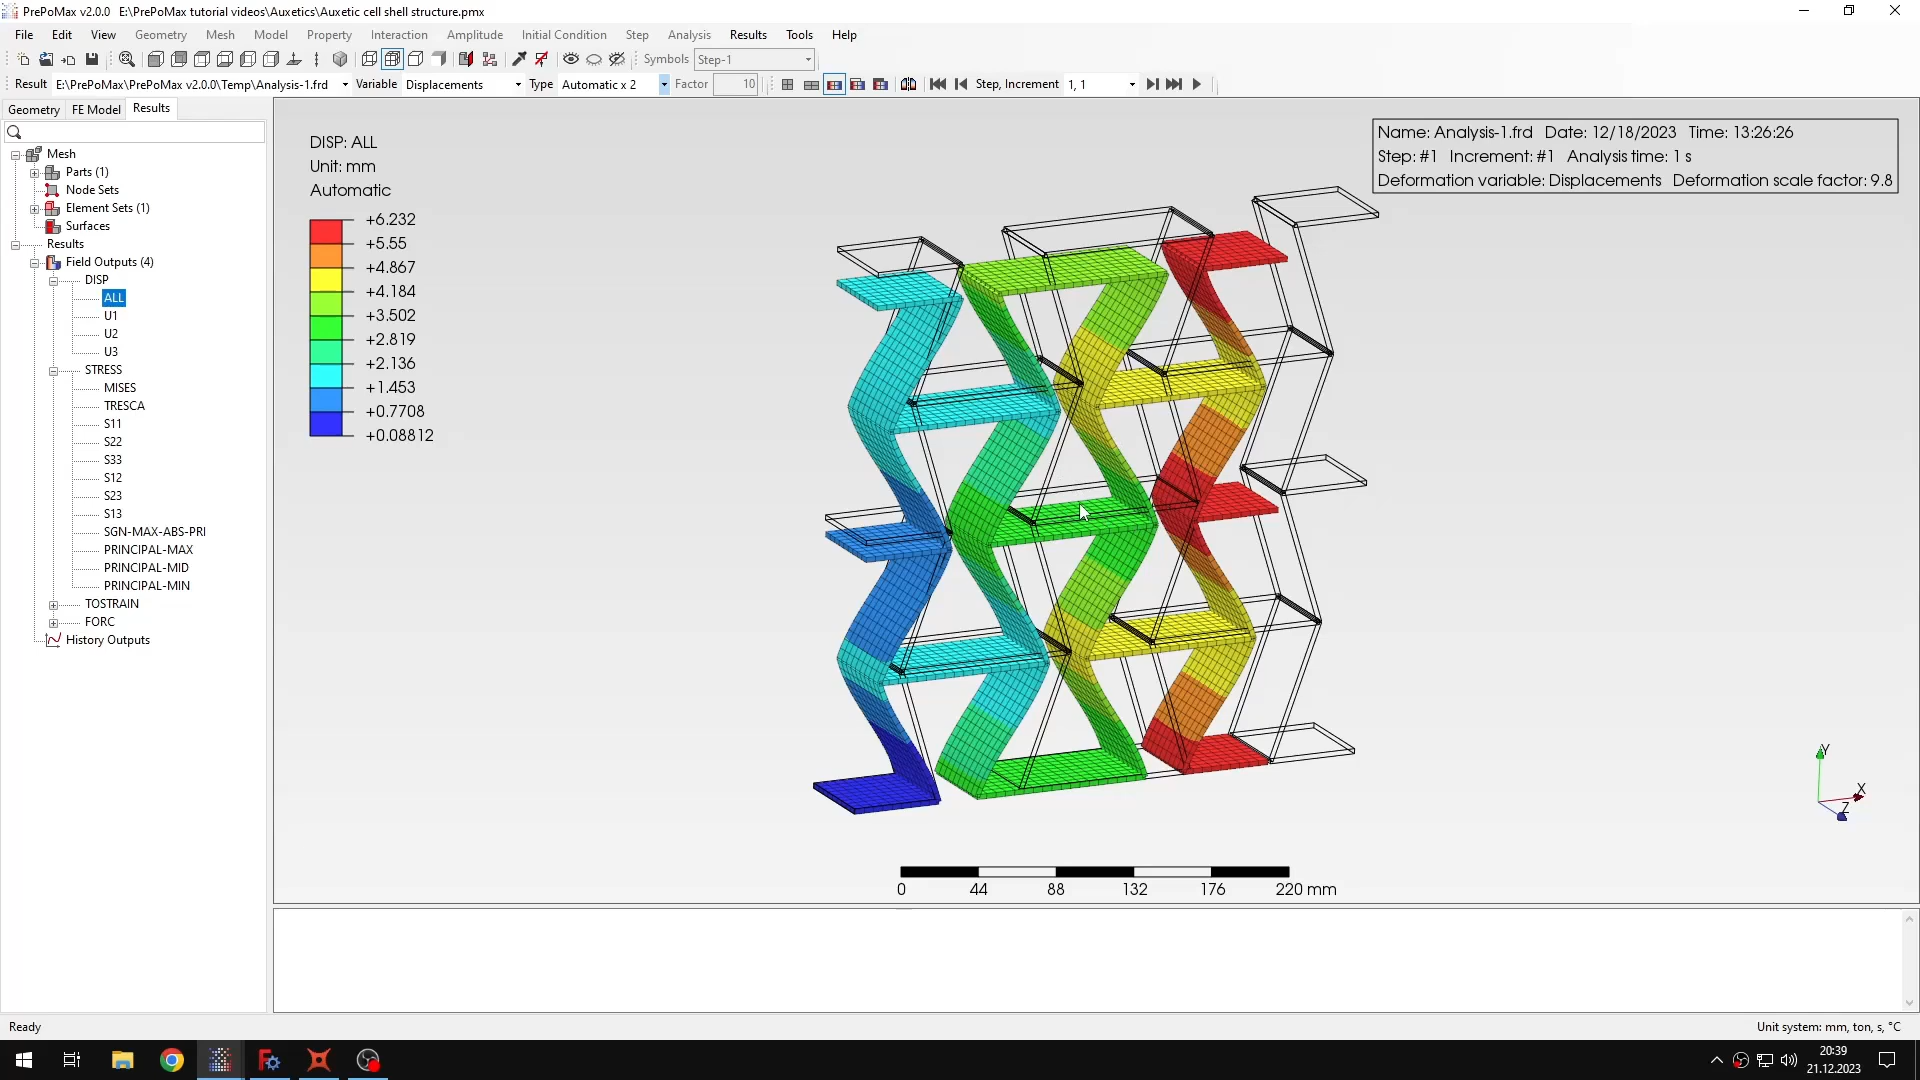 PrePoMax v2.0.0   E:\PrePoMax tutorial videos\Auxetics\Auxetic cell shell structure.pmx
File Edit View Geometry Mesh Model Property Interaction Amplitude Initial Condition Step Analysis Results Tools Help
Symbols Step-1
Result E:\PrePoMax\PrePoMax v2.0.0\Temp\Analysis-1.frd Variable Displacements Type Automatic x 2 Factor 10 Step, Increment 1, 1
Geometry FE Model Results
Mesh
Parts (1)
Node Sets
Element Sets (1)
Surfaces
Results
Field Outputs (4)
DISP
ALL
U1
U2
U3
STRESS
MISES
TRESCA
S11
S22
S33
S12
S23
S13
SGN-MAX-ABS-PRI
PRINCIPAL-MAX
PRINCIPAL-MID
PRINCIPAL-MIN
TOSTRAIN
FORC
History Outputs
DISP: ALL
Unit: mm
Automatic
+6.232
+5.55
+4.867
+4.184
+3.502
+2.819
+2.136
+1.453
+0.7708
+0.08812
Name: Analysis-1.frd   Date: 12/18/2023   Time: 13:26:26
Step: #1   Increment: #1   Analysis time: 1 s
Deformation variable: Displacements   Deformation scale factor: 9.8
Y
X
Z
0 44 88 132 176 220 mm
Ready
Unit system: mm, ton, s, °C
20:39
21.12.2023